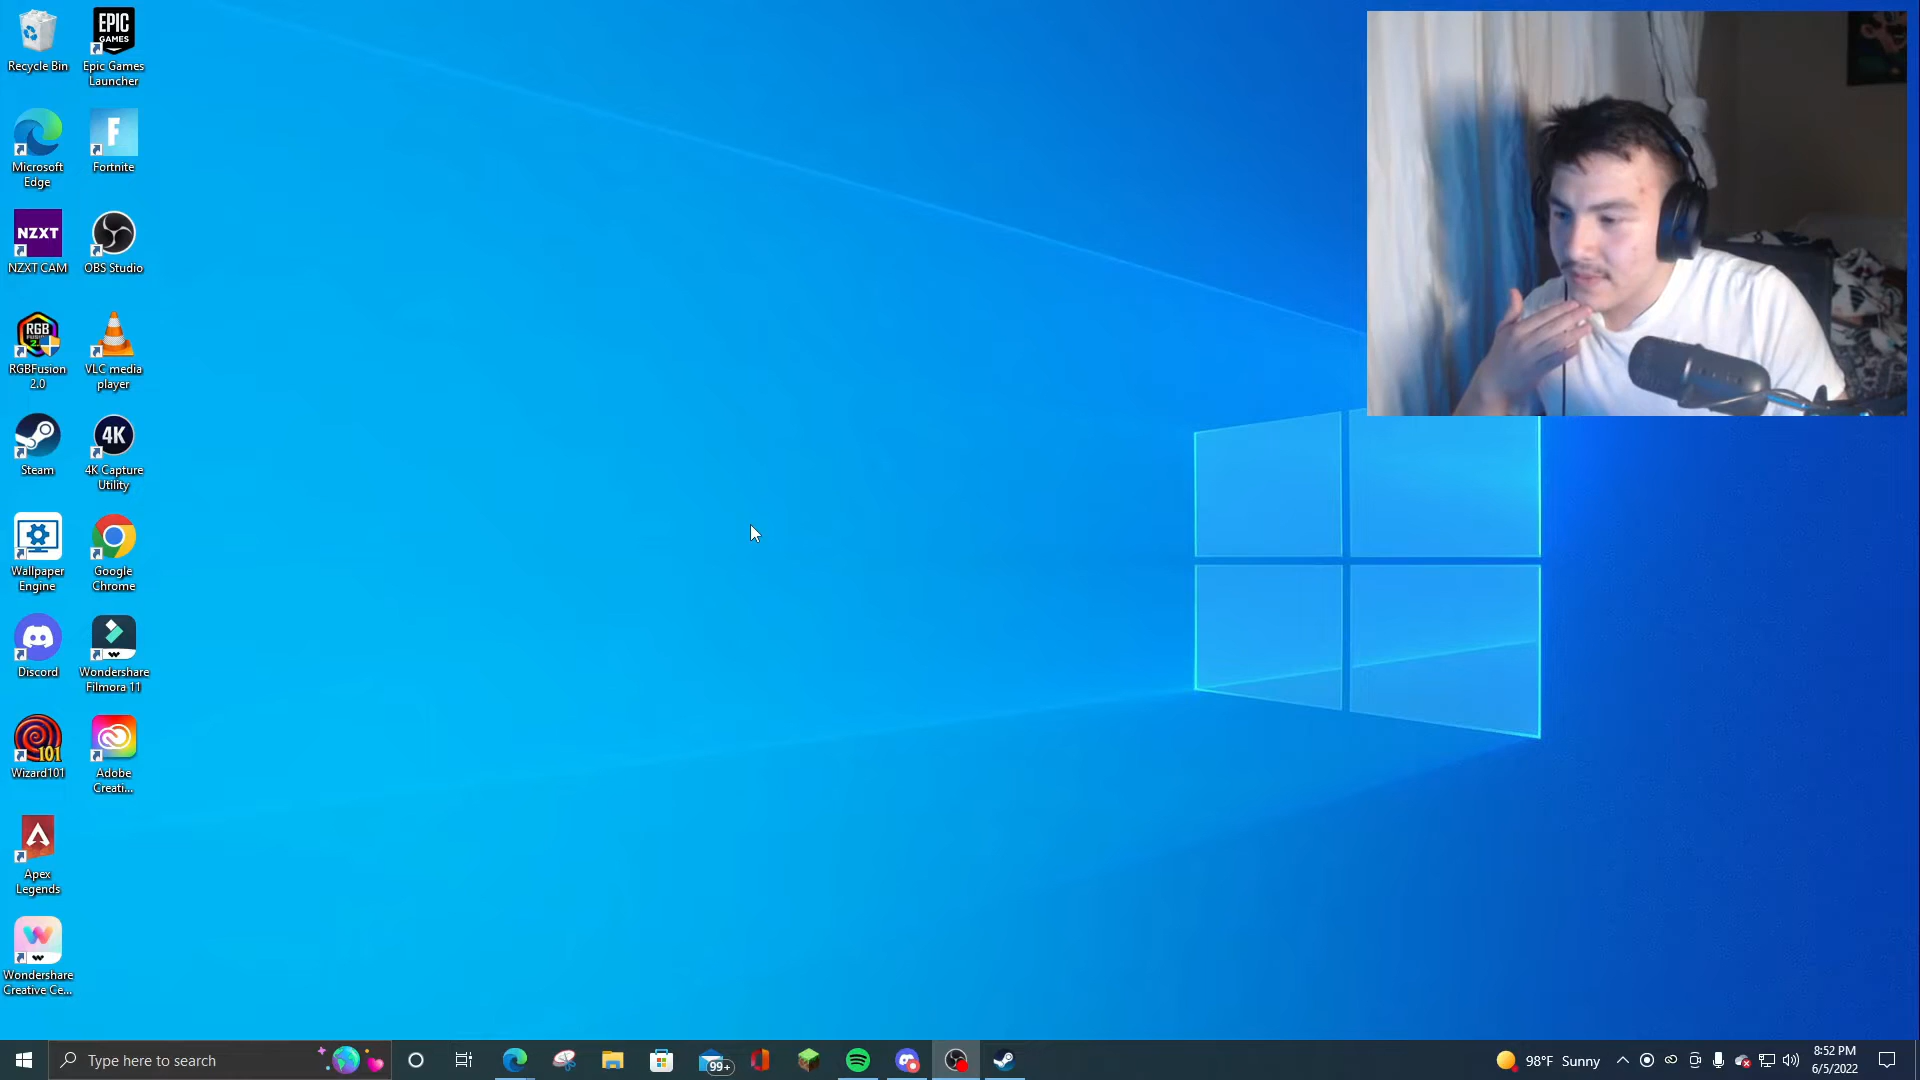 EPIC
GAMES
Recycle Bin
Epic Games
Launcher
F
Microsoft
Edge
Fortnite
NZXT
NZXT CAM
OBS Studio
RGB
RGBFusion
2.0
VLC media
player
4K
Steam
4K Capture
Utility
Wallpaper
Engine
Google
Chrome
Discord
Wondershare
Filmora 11
101
Wizard101
Adobe
Creati...
Apex
Legends
Wondershare
Creative Ce...
Type here to search
99+
98°F Sunny
8:52 PM
6/5/2022